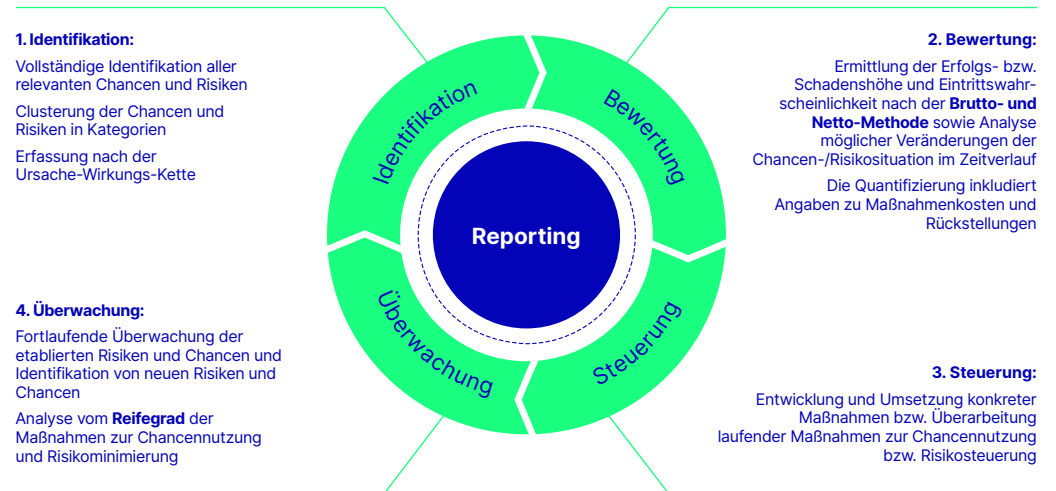 1. Identifikation:
Vollständige Identifikation aller
relevanten Chancen und Risiken
Clusterung der Chancen und
Risiken in Kategorien
Erfassung nach der
Ursache-Wirkungs-Kette
2. Bewertung:
Ermittlung der Erfolgs- bzw.
Schadenshöhe und Eintrittswahr-
scheinlichkeit nach der Brutto- und
Netto-Methode sowie Analyse
möglicher Veränderungen der
Chancen-/Risikosituation im Zeitverlauf
Die Quantifizierung inkludiert
Angaben zu Maßnahmenkosten und
Rückstellungen
Identifikation
Bewertung
Reporting
Überwachung
Steuerung
4. Überwachung:
Fortlaufende Überwachung der
etablierten Risiken und Chancen und
Identifikation von neuen Risiken und
Chancen
Analyse vom Reifegrad der
Maßnahmen zur Chancennutzung
und Risikominimierung
3. Steuerung:
Entwicklung und Umsetzung konkreter
Maßnahmen bzw. Überarbeitung
laufender Maßnahmen zur Chancennutzung
bzw. Risikosteuerung